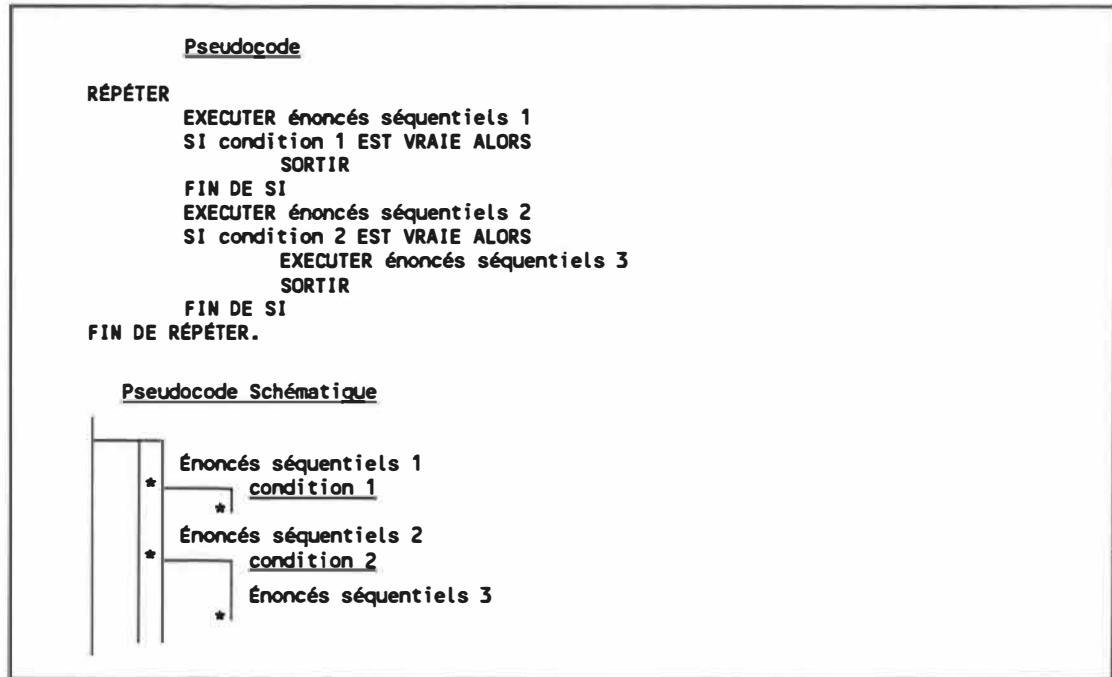 Pseudocode
RÉPÉTER
EXECUTER énoncés séquentiels 1
SI condition 1 EST VRAIE ALORS
SORTIR
FIN DE SI
EXECUTER énoncés séquentiels 2
SI condition 2 EST VRAIE ALORS
EXECUTER énoncés séquentiels 3
SORTIR
FIN DE SI
FIN DE RÉPÉTER.
Pseudocode Schématique
Énoncés séquentiels 1
* condition 1
*
Énoncés séquentiels 2
* condition 2
Énoncés séquentiels 3
*